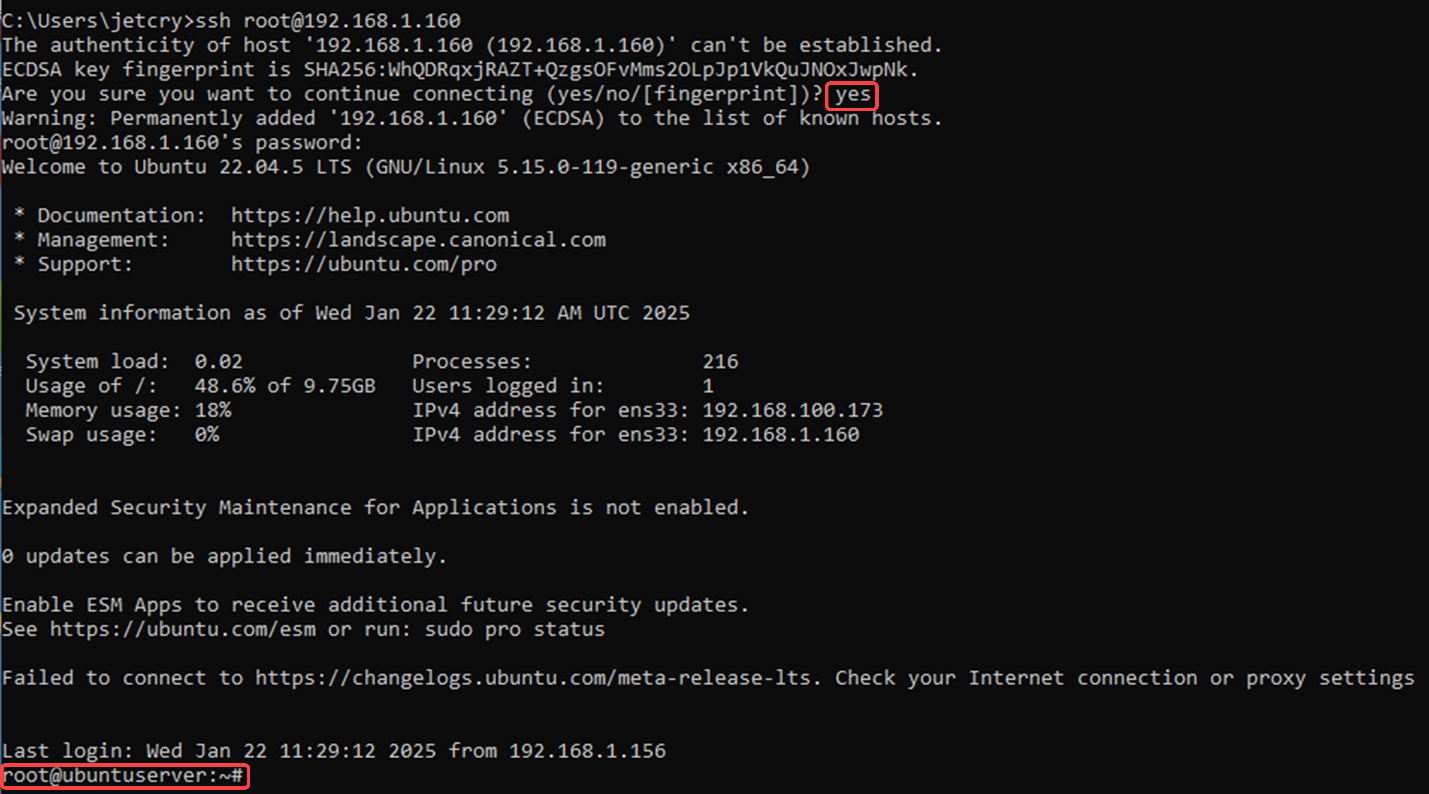 C:\Users\jetcry>ssh root@192.168.1.160
The authenticity of host '192.168.1.160 (192.168.1.160)' can't be established.
ECDSA key fingerprint is SHA256:WhQDRqxjRAZT+QzgsOFvMms2OLpJp1VkQuJNOxJwpNk.
Are you sure you want to continue connecting (yes/no/[fingerprint])? yes
Warning: Permanently added '192.168.1.160' (ECDSA) to the list of known hosts.
root@192.168.1.160's password:
Welcome to Ubuntu 22.04.5 LTS (GNU/Linux 5.15.0-119-generic x86_64)
* Documentation:  https://help.ubuntu.com
* Management:     https://landscape.canonical.com
* Support:        https://ubuntu.com/pro
System information as of Wed Jan 22 11:29:12 AM UTC 2025
System load:  0.02              Processes:              216
Usage of /:   48.6% of 9.75GB   Users logged in:        1
Memory usage: 18%               IPv4 address for ens33: 192.168.100.173
Swap usage:   0%                IPv4 address for ens33: 192.168.1.160
Expanded Security Maintenance for Applications is not enabled.
0 updates can be applied immediately.
Enable ESM Apps to receive additional future security updates.
See https://ubuntu.com/esm or run: sudo pro status
Failed to connect to https://changelogs.ubuntu.com/meta-release-lts. Check your Internet connection or proxy settings
Last login: Wed Jan 22 11:29:12 2025 from 192.168.1.156
root@ubuntuserver:~#